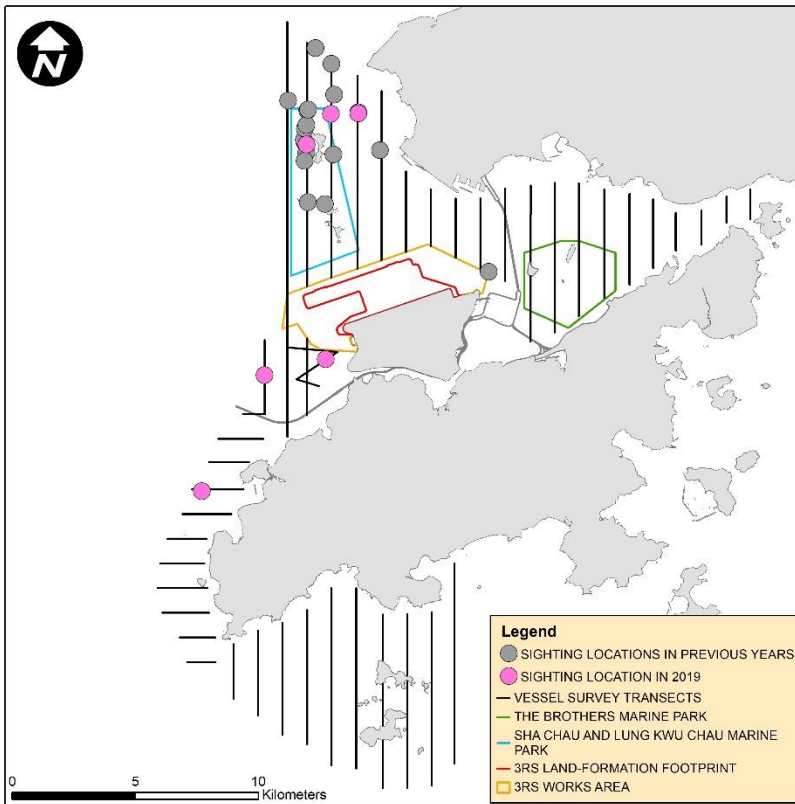 N
Legend
SIGHTING LOCATIONS IN PREVIOUS YEARS
SIGHTING LOCATION IN 2019
VESSEL SURVEY TRANSECTS
THE BROTHERS MARINE PARK
SHA CHAU AND LUNG KWU CHAU MARINE
PARK
3RS LAND-FORMATION FOOTPRINT
3RS WORKS AREA
0 5 10
Kilometers